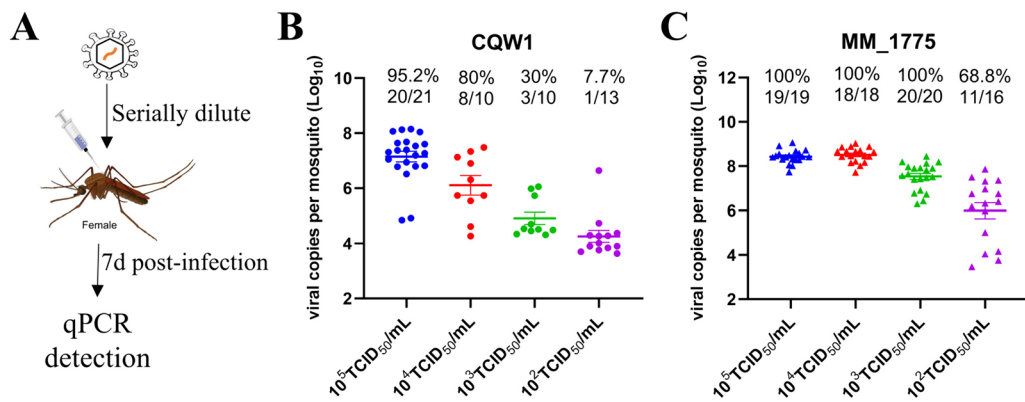 A
Serially dilute
Female
7d post-infection
qPCR
detection
B
CQW1
95.2% 80% 30% 7.7%
20/21 8/10 3/10 1/13
viral copies per mosquito (Log₁₀)
10
8
6
4
2
10⁵TCID₅₀/mL
10⁴TCID₅₀/mL
10³TCID₅₀/mL
10²TCID₅₀/mL
C
MM_1775
100% 100% 100% 68.8%
19/19 18/18 20/20 11/16
viral copies per mosquito (Log₁₀)
12
10
8
6
4
2
10⁵TCID₅₀/mL
10⁴TCID₅₀/mL
10³TCID₅₀/mL
10²TCID₅₀/mL